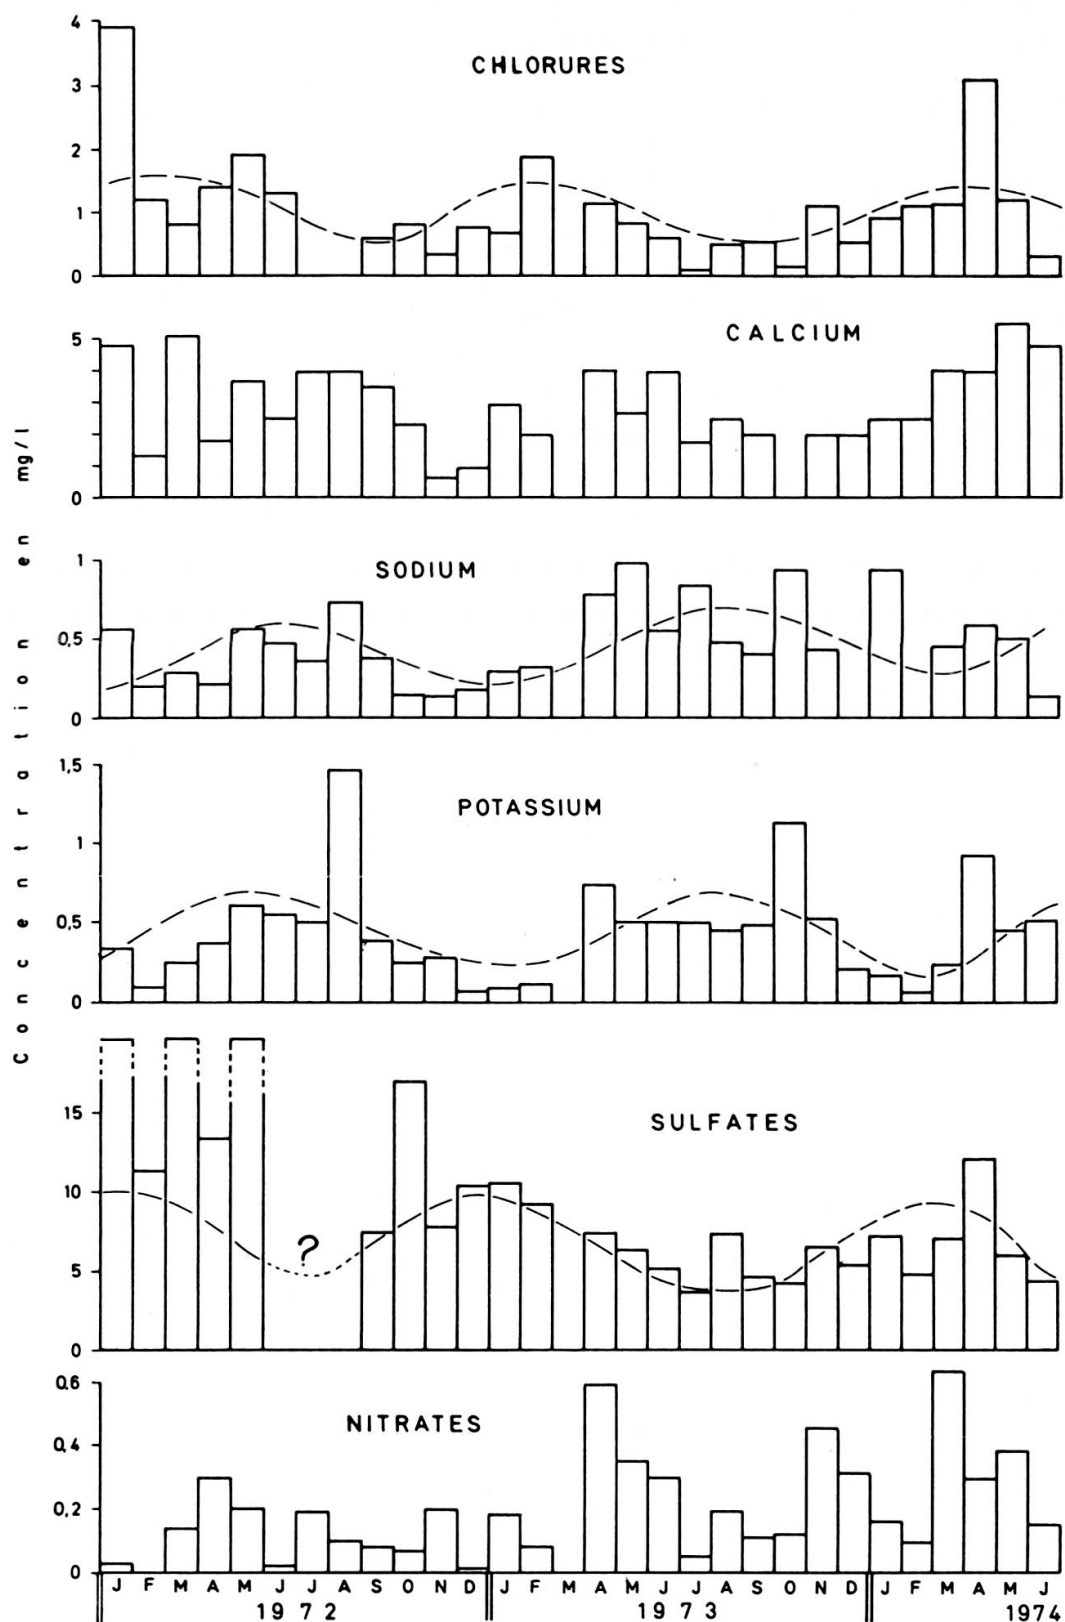 Concentration en mg/l
4
CHLORURES
3
2
1
0
CALCIUM
5
0
1
SODIUM
0,5
0
1,5
POTASSIUM
1
0,5
0
15
SULFATES
10
?
5
0
0,6
NITRATES
0,4
0,2
0
J F M A M J J A S O N D J F M A M J J A S O N D J F M A M J
1972 1973 1974